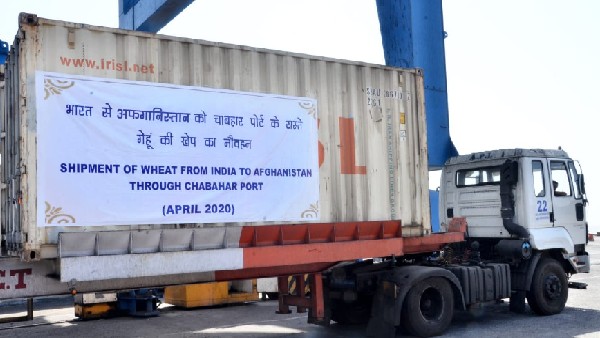 www.irisl.net
भारत से अफगानिस्तान को चाबहार पोर्ट के रास्ते
गेहूं की खेप का नौवहन
SHIPMENT OF WHEAT FROM INDIA TO AFGHANISTAN
THROUGH CHABAHAR PORT
(APRIL 2020)
22